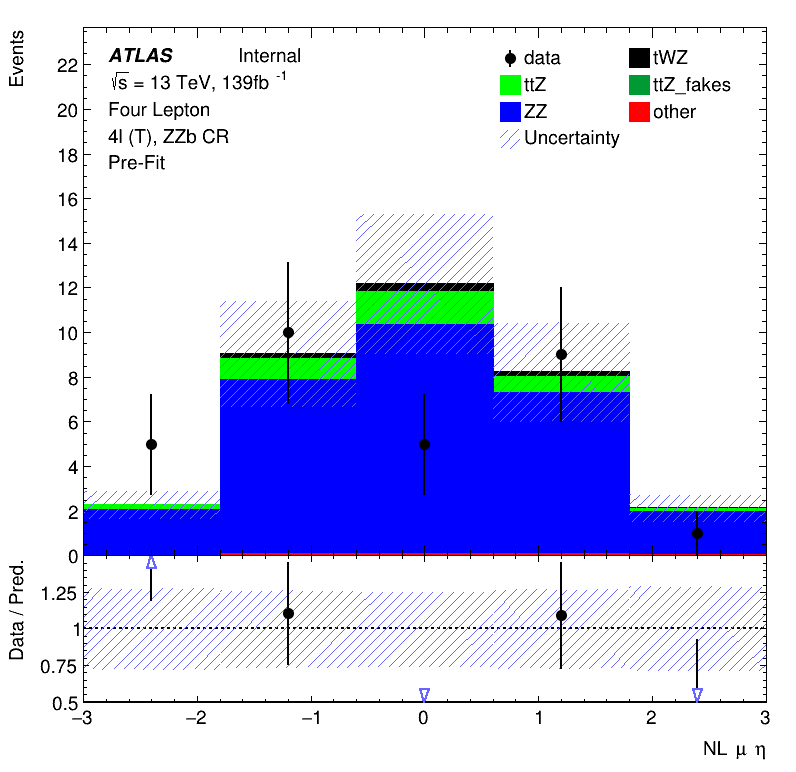 Events
ATLAS Internal
√s = 13 TeV, 139fb -1
Four Lepton
4l (T), ZZb CR
Pre-Fit
data
tWZ
ttZ
ttZ_fakes
ZZ
other
Uncertainty
22
20
18
16
14
12
10
8
6
4
2
0
Data / Pred.
1.25
1
0.75
0.5
−3 −2 −1 0 1 2 3
NL μ η